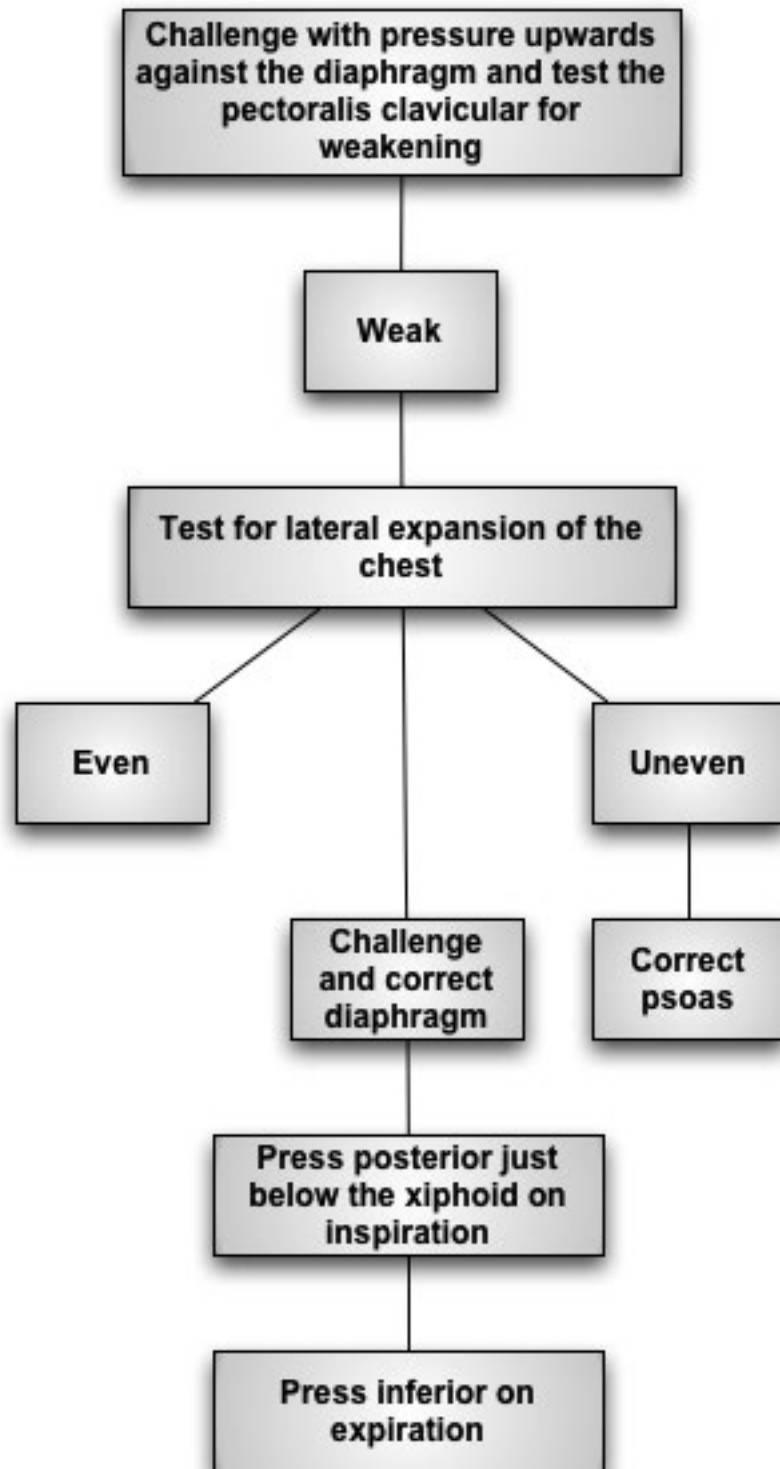 Challenge with pressure upwards
against the diaphragm and test the
pectoralis clavicular for
weakening
Weak
Test for lateral expansion of the
chest
Even
Uneven
Challenge
and correct
diaphragm
Correct
psoas
Press posterior just
below the xiphoid on
inspiration
Press inferior on
expiration